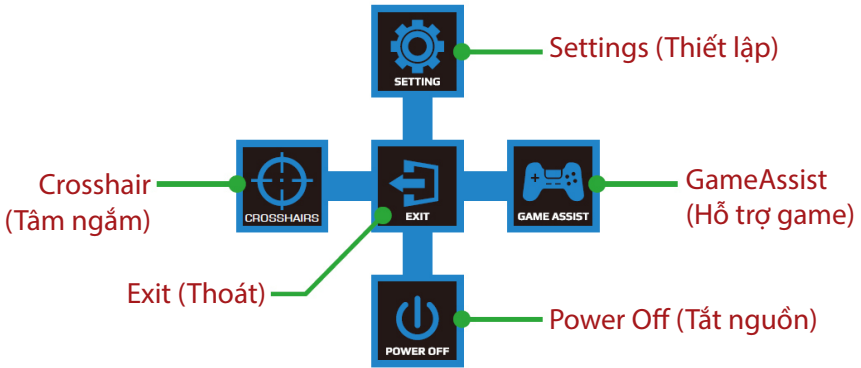 SETTING
Settings (Thiết lập)
Crosshair
(Tâm ngắm)
CROSSHAIRS
EXIT
GAME ASSIST
GameAssist
(Hỗ trợ game)
Exit (Thoát)
POWER OFF
Power Off (Tắt nguồn)